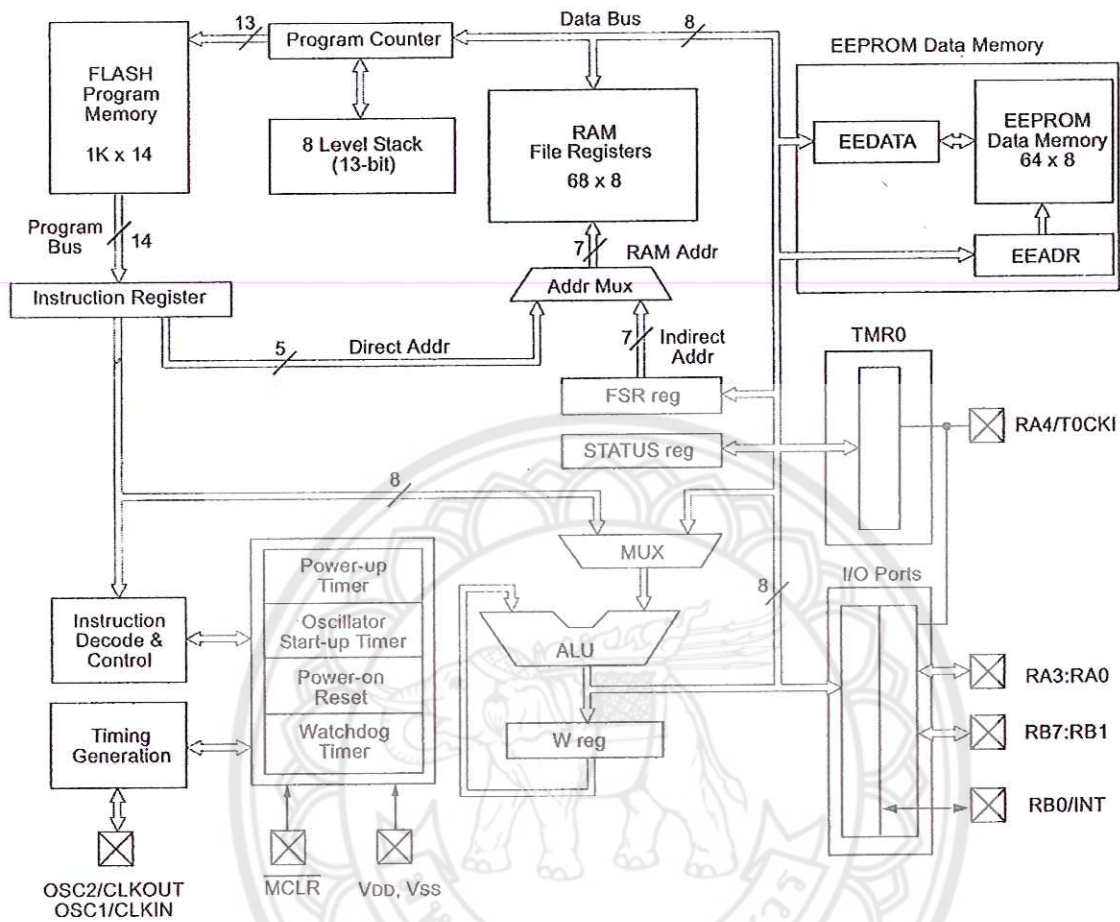 13
Program Counter
Data Bus
8
EEPROM Data Memory
FLASH
Program
Memory
1K x 14
8 Level Stack
(13-bit)
RAM
File Registers
68 x 8
EEDATA
EEPROM
Data Memory
64 x 8
EEADR
Program
Bus
14
7
RAM Addr
Addr Mux
Instruction Register
5
Direct Addr
7
Indirect
Addr
TMR0
FSR reg
RA4/T0CKI
STATUS reg
8
MUX
I/O Ports
8
Power-up
Timer
Instruction
Decode &
Control
Oscillator
Start-up Timer
ALU
Power-on
Reset
RA3:RA0
Timing
Generation
Watchdog
Timer
W reg
RB7:RB1
RB0/INT
OSC2/CLKOUT
OSC1/CLKIN
MCLR
VDD, VSS